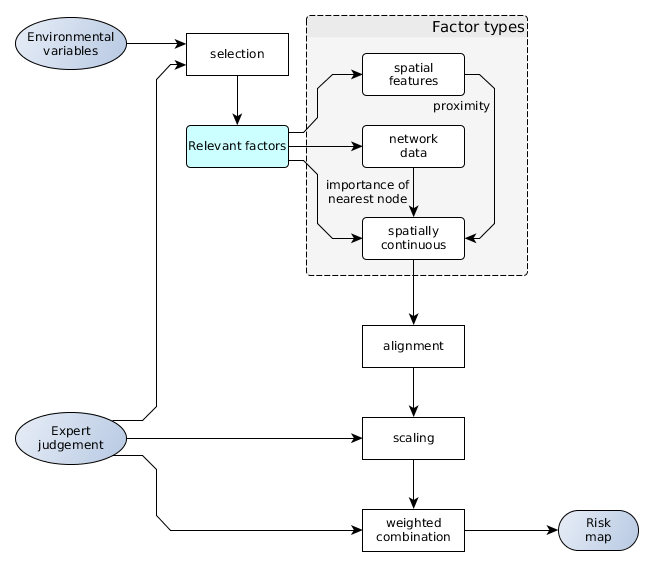 Factor types
Environmental
variables
selection
spatial
features
proximity
Relevant factors
network
data
importance of
nearest node
spatially
continuous
alignment
Expert
judgement
scaling
weighted
combination
Risk
map